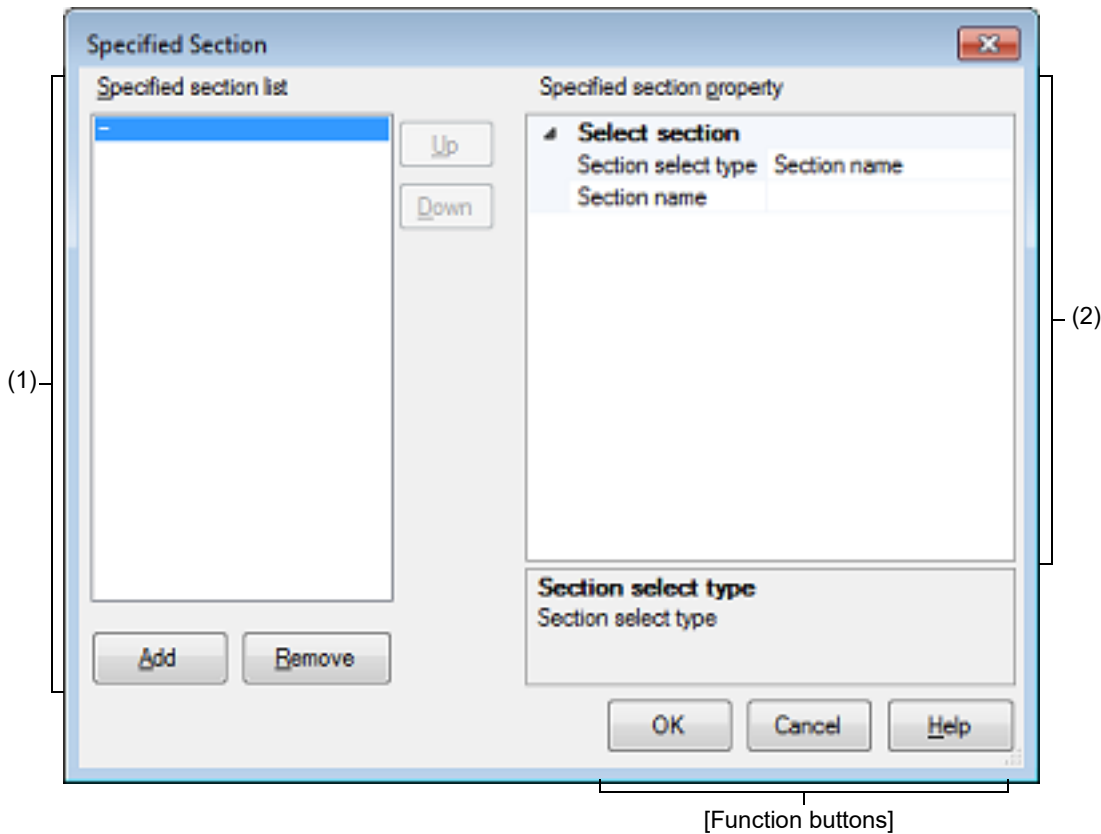 Specified Section
Specified section list
Specified section property
-
Up
Down
Select section
Section select type Section name
Section name
(1)
(2)
Section select type
Section select type
Add Remove
OK Cancel Help
[Function buttons]